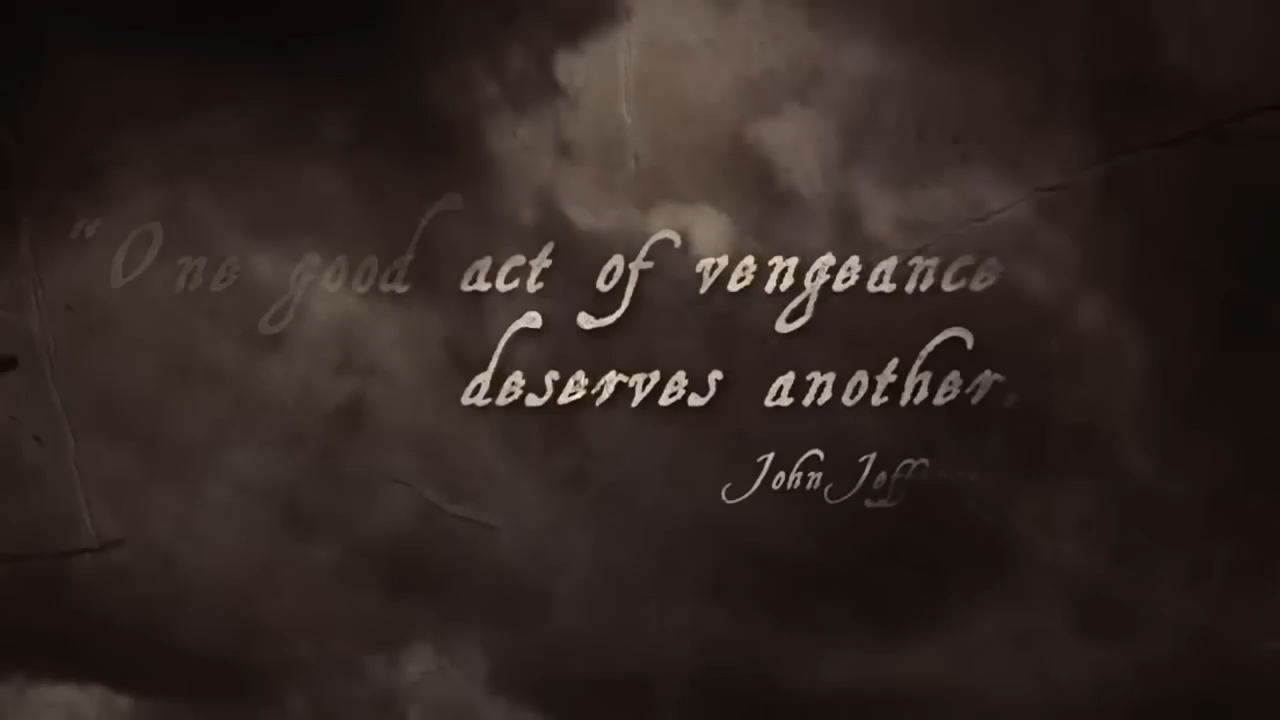 “One good act of vengeance
deserves another.
John